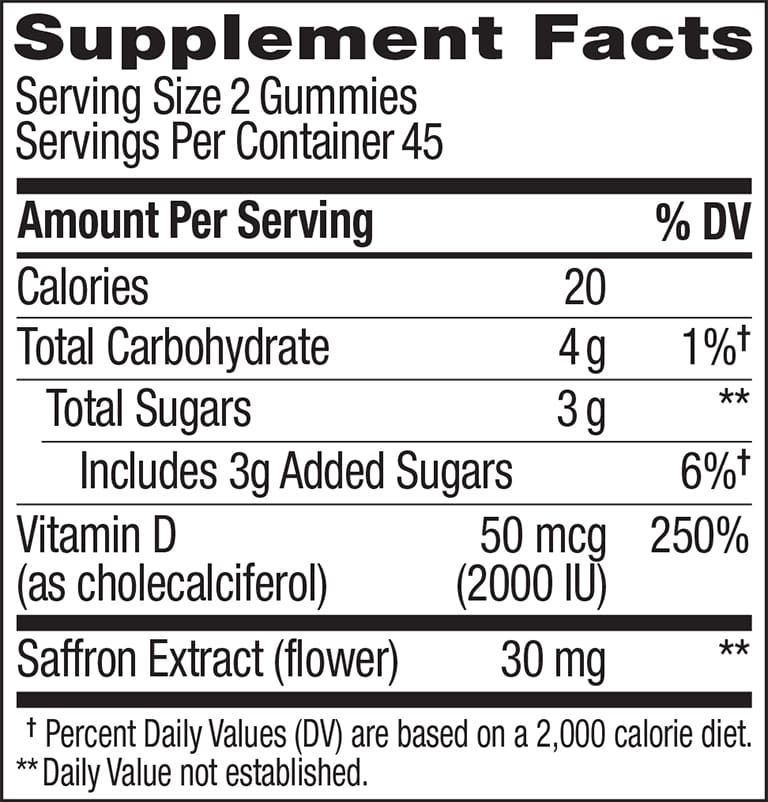 Supplement Facts
Serving Size 2 Gummies
Servings Per Container 45
Amount Per Serving % DV
Calories 20
Total Carbohydrate 4 g 1%†
Total Sugars 3 g **
Includes 3g Added Sugars 6%†
Vitamin D 50 mcg 250%
(as cholecalciferol) (2000 IU)
Saffron Extract (flower) 30 mg **
† Percent Daily Values (DV) are based on a 2,000 calorie diet.
** Daily Value not established.